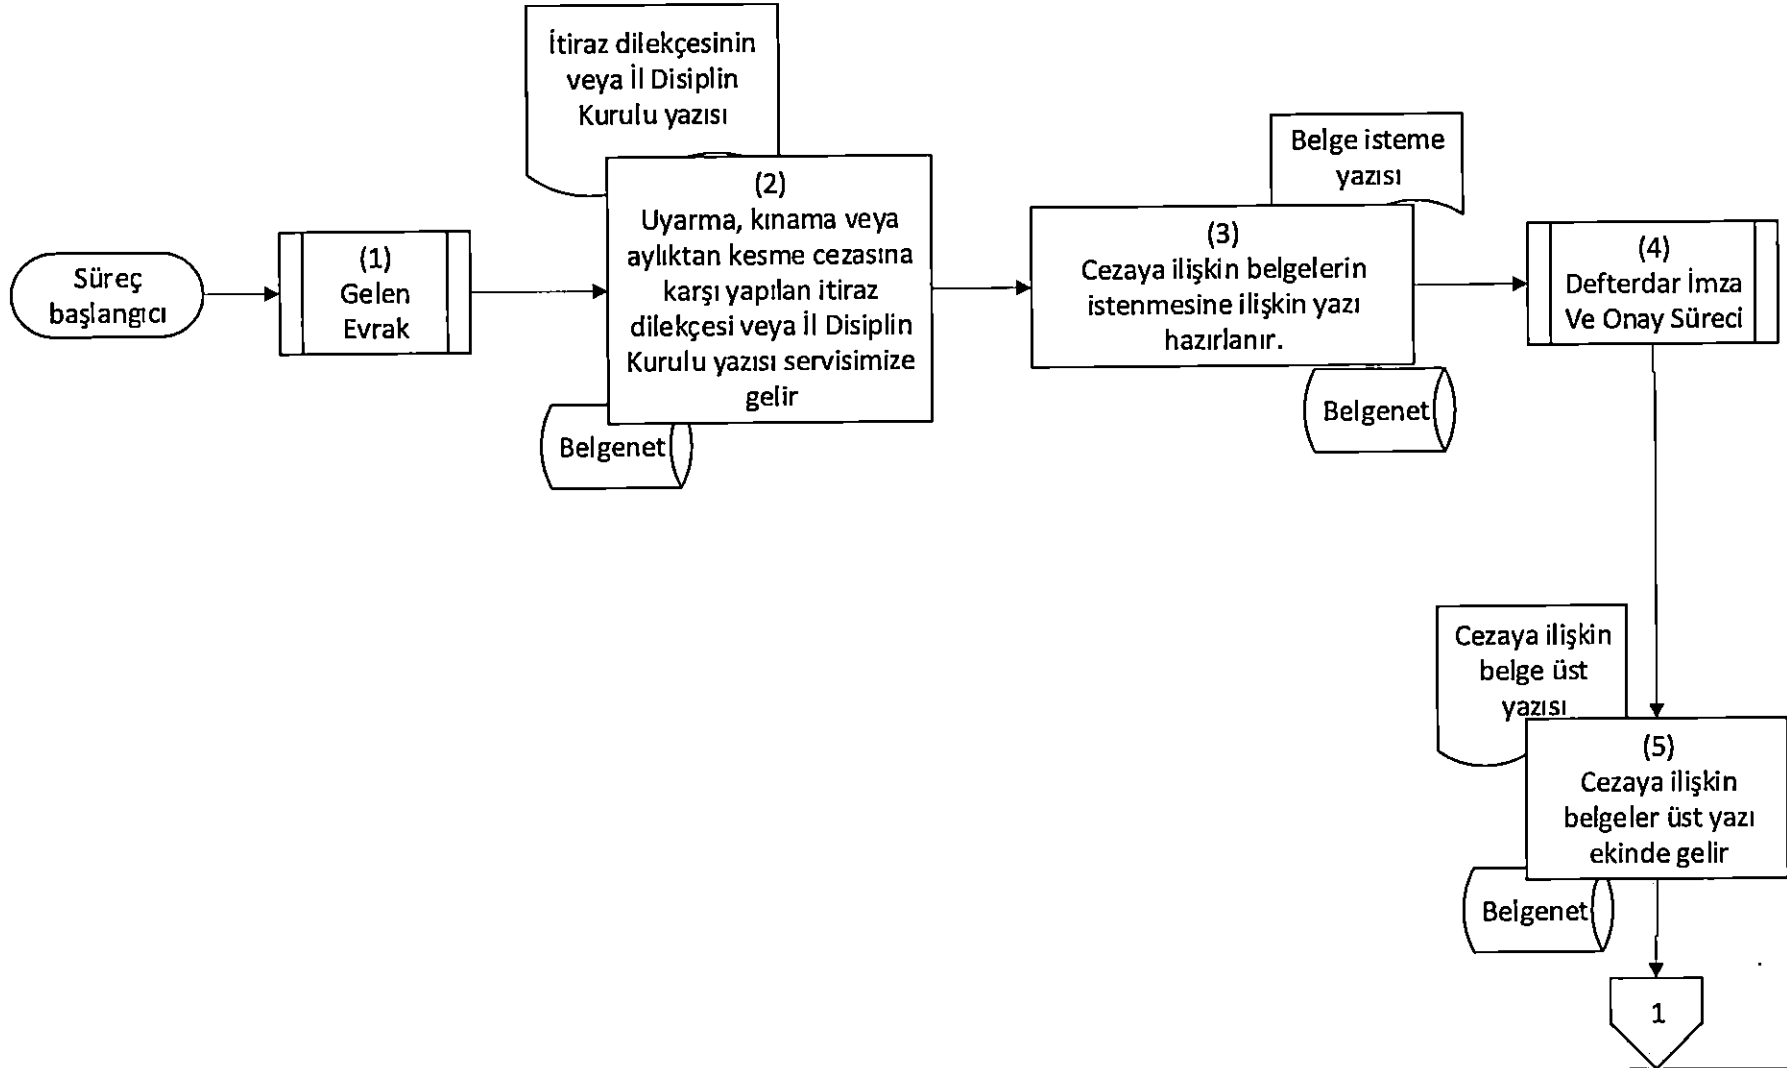 Süreç
başlangıcı
(1)
Gelen
Evrak
İtiraz dilekçesinin
veya İl Disiplin
Kurulu yazısı
(2)
Uyarma, kınama veya
aylıktan kesme cezasına
karşı yapılan itiraz
dilekçesi veya İl Disiplin
Kurulu yazısı servisimize
gelir
Belgenet
Belge isteme
yazısı
(3)
Cezaya ilişkin belgelerin
istenmesine ilişkin yazı
hazırlanır.
Belgenet
(4)
Defterdar İmza
Ve Onay Süreci
Cezaya ilişkin
belge üst
yazısı
(5)
Cezaya ilişkin
belgeler üst yazı
ekinde gelir
Belgenet
1